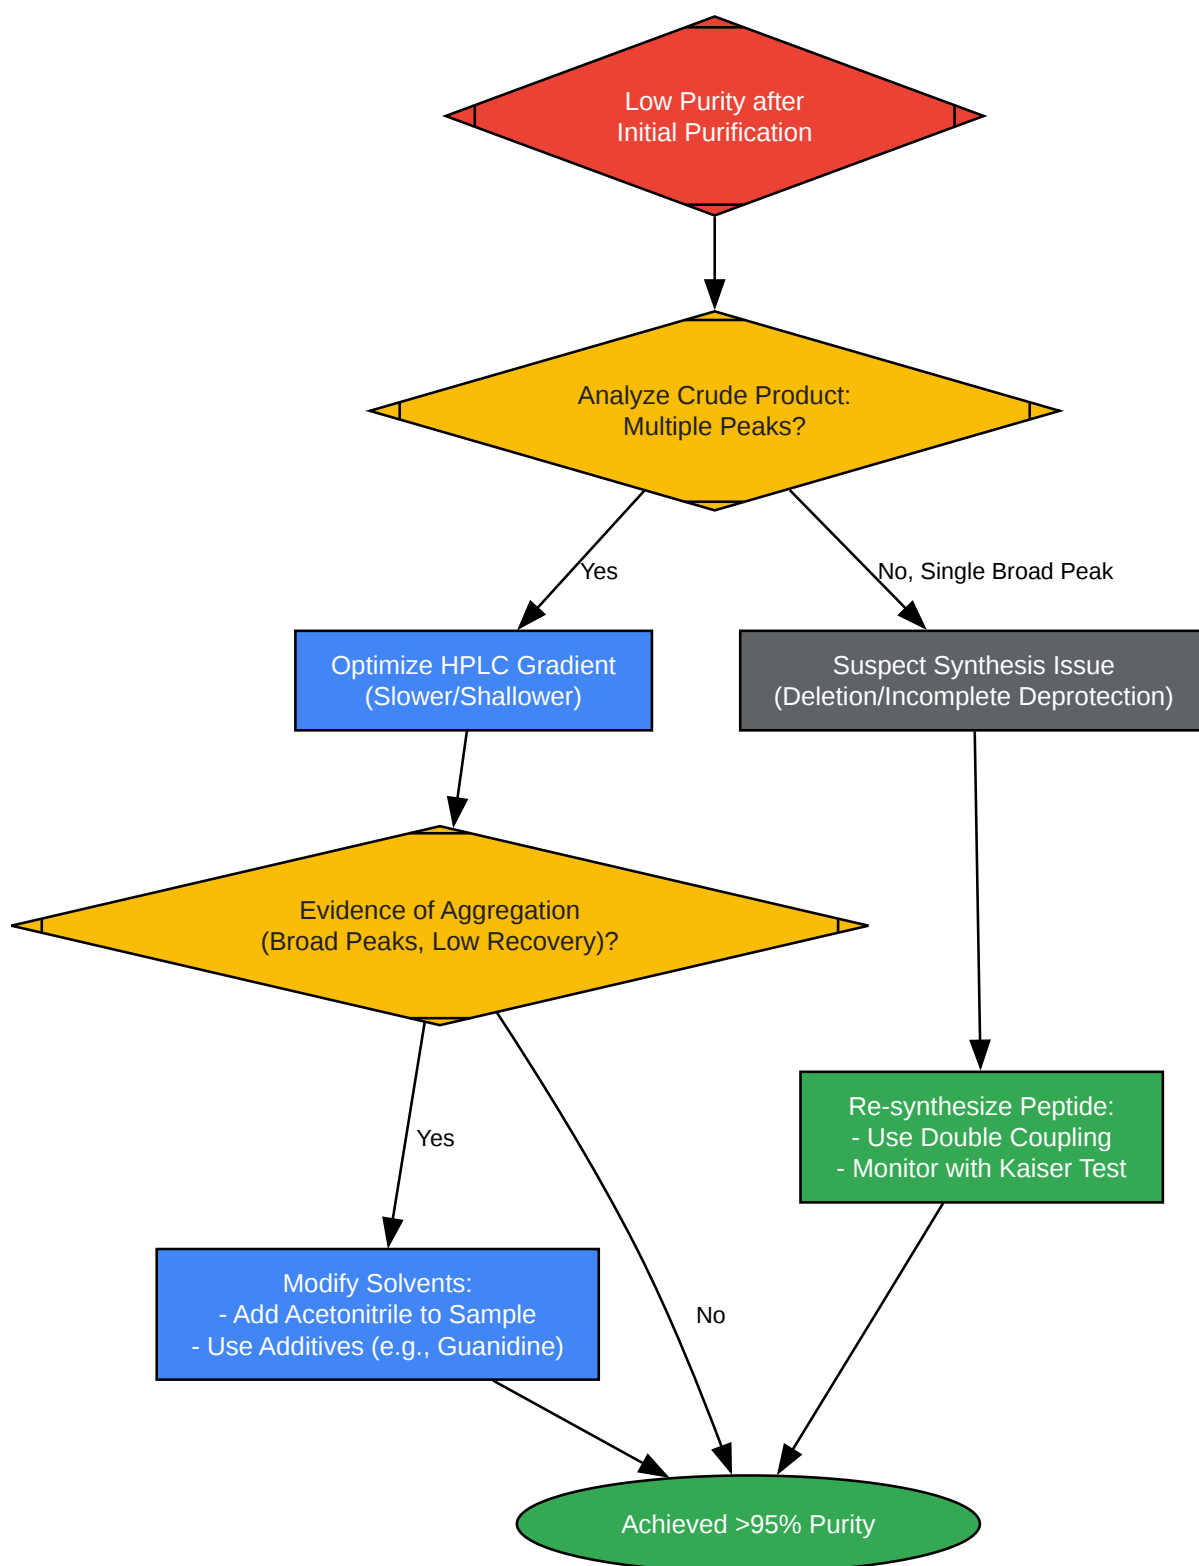 Low Purity after
Initial Purification
Analyze Crude Product:
Multiple Peaks?
Yes
No, Single Broad Peak
Optimize HPLC Gradient
(Slower/Shallower)
Suspect Synthesis Issue
(Deletion/Incomplete Deprotection)
Evidence of Aggregation
(Broad Peaks, Low Recovery)?
Re-synthesize Peptide:
- Use Double Coupling
- Monitor with Kaiser Test
Yes
Modify Solvents:
- Add Acetonitrile to Sample
- Use Additives (e.g., Guanidine)
No
Achieved >95% Purity